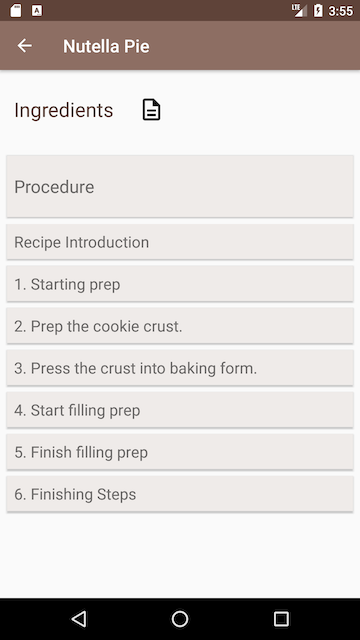 LTE 3:55
Nutella Pie
Ingredients
Procedure
Recipe Introduction
1. Starting prep
2. Prep the cookie crust.
3. Press the crust into baking form.
4. Start filling prep
5. Finish filling prep
6. Finishing Steps